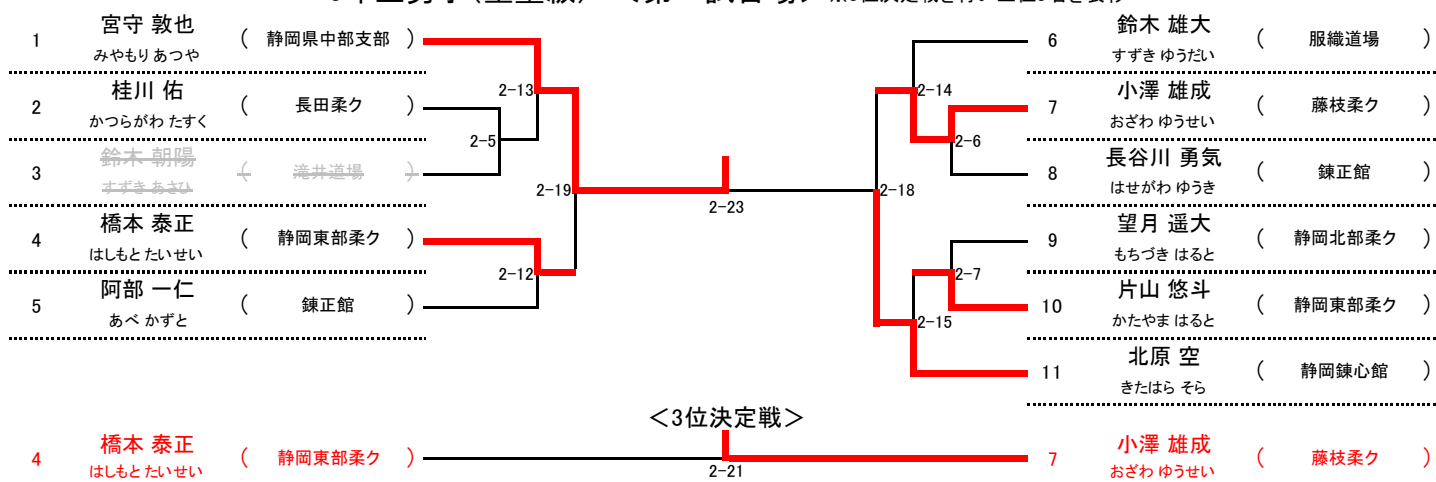 1 宮守 敦也 ( 静岡県中部支部 )
みやもり あつや
2 桂川 佑 ( 長田柔ク )
かつらがわ たすく
3 鈴木 朝陽 ( 滝井道場 )
すずき あさひ
4 橋本 泰正 ( 静岡東部柔ク )
はしもと たいせい
5 阿部 一仁 ( 錬正館 )
あべ かずと
2-13
2-5
2-19
2-12
2-23
2-14
2-6
2-18
2-7
2-15
6 鈴木 雄大 ( 服織道場 )
すずき ゆうだい
7 小澤 雄成 ( 藤枝柔ク )
おざわ ゆうせい
8 長谷川 勇気 ( 錬正館 )
はせがわ ゆうき
9 望月 遥大 ( 静岡北部柔ク )
もちづき はると
10 片山 悠斗 ( 静岡東部柔ク )
かたやま はると
11 北原 空 ( 静岡錬心館 )
きたはら そら
＜3位決定戦＞
4 橋本 泰正 ( 静岡東部柔ク )
はしもと たいせい
2-21
7 小澤 雄成 ( 藤枝柔ク )
おざわ ゆうせい